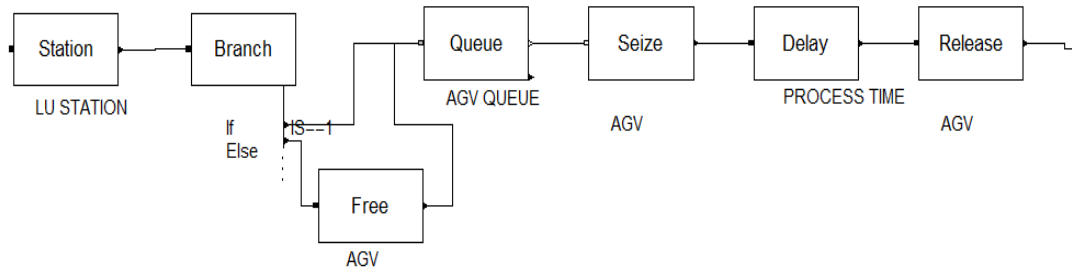 Station
Branch
Queue
Seize
Delay
Release
LU STATION
AGV QUEUE
PROCESS TIME
AGV
AGV
If IS==1
Else
Free
AGV